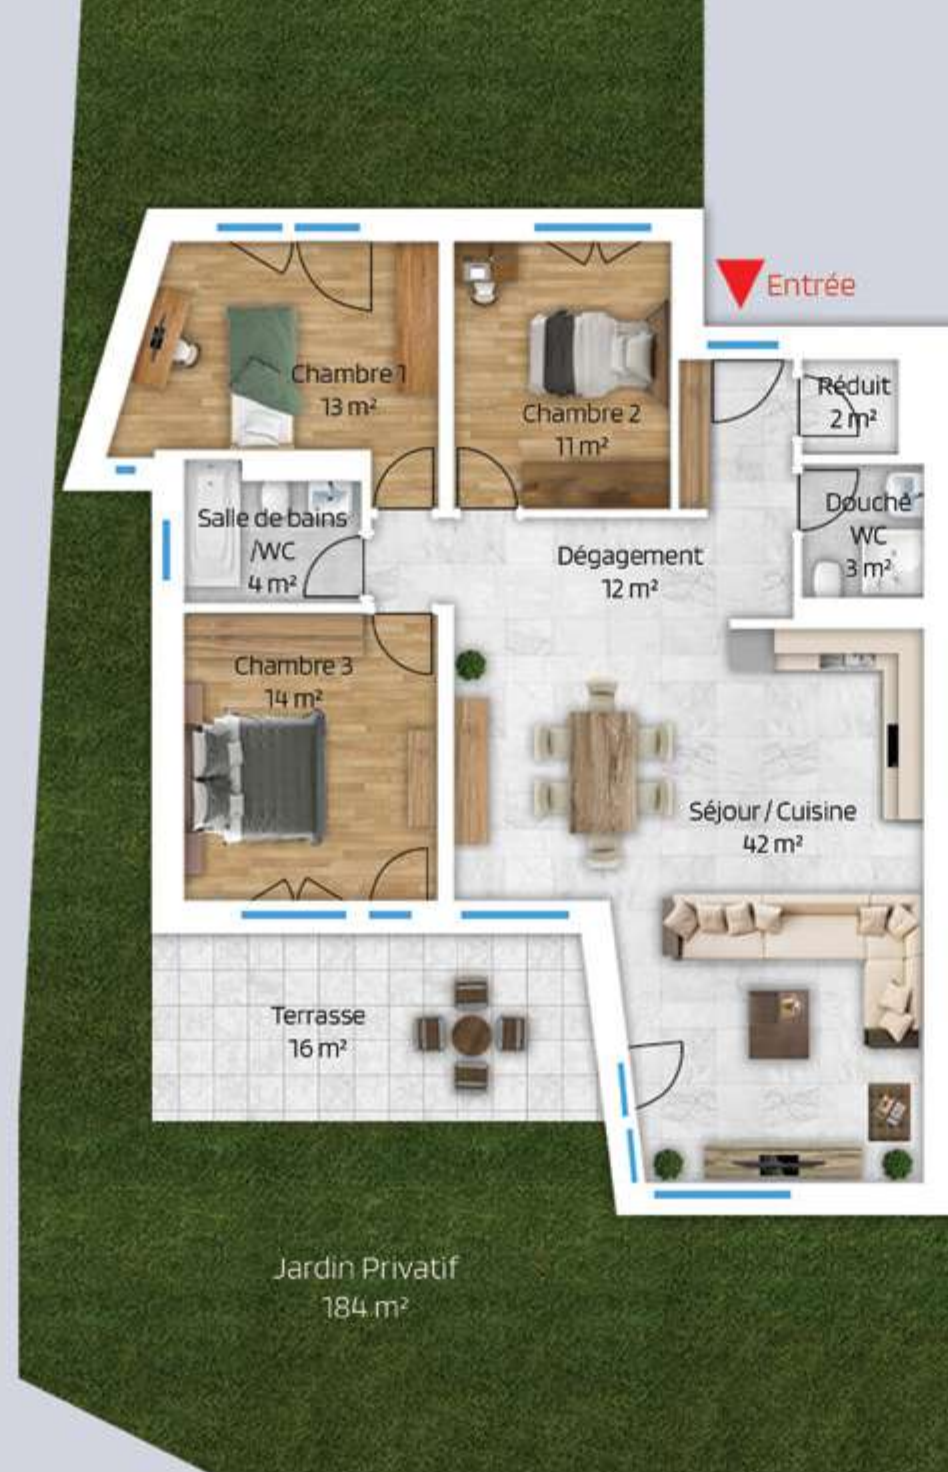 Entrée
Chambre 1
13 m²
Réduit
2 m²
Chambre 2
11 m²
Salle de bains
/WC
4 m²
Douche
WC
3 m²
Dégagement
12 m²
Chambre 3
14 m²
Séjour / Cuisine
42 m²
Terrasse
16 m²
Jardin Privatif
184 m²